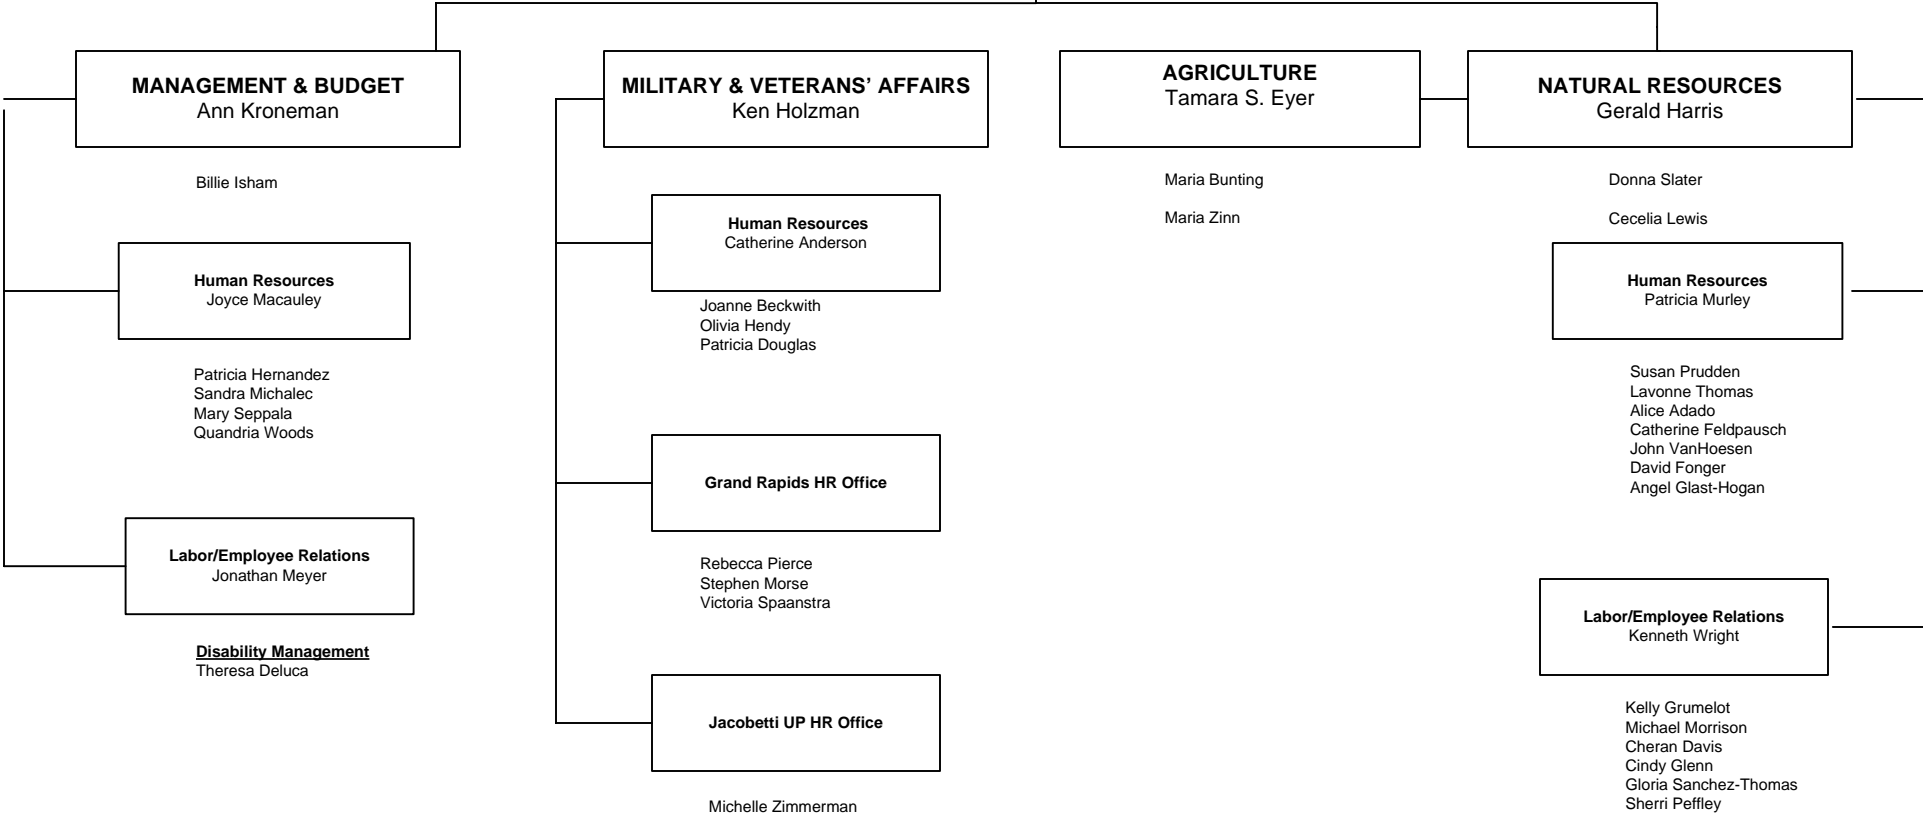 MANAGEMENT & BUDGET
Ann Kroneman
Billie Isham
Human Resources
Joyce Macauley
Patricia Hernandez
Sandra Michalec
Mary Seppala
Quandria Woods
Labor/Employee Relations
Jonathan Meyer
Disability Management
Theresa Deluca
MILITARY & VETERANS’ AFFAIRS
Ken Holzman
Human Resources
Catherine Anderson
Joanne Beckwith
Olivia Hendy
Patricia Douglas
Grand Rapids HR Office
Rebecca Pierce
Stephen Morse
Victoria Spaanstra
Jacobetti UP HR Office
Michelle Zimmerman
AGRICULTURE
Tamara S. Eyer
Maria Bunting
Maria Zinn
NATURAL RESOURCES
Gerald Harris
Donna Slater
Cecelia Lewis
Human Resources
Patricia Murley
Susan Prudden
Lavonne Thomas
Alice Adado
Catherine Feldpausch
John VanHoesen
David Fonger
Angel Glast-Hogan
Labor/Employee Relations
Kenneth Wright
Kelly Grumelot
Michael Morrison
Cheran Davis
Cindy Glenn
Gloria Sanchez-Thomas
Sherri Peffley